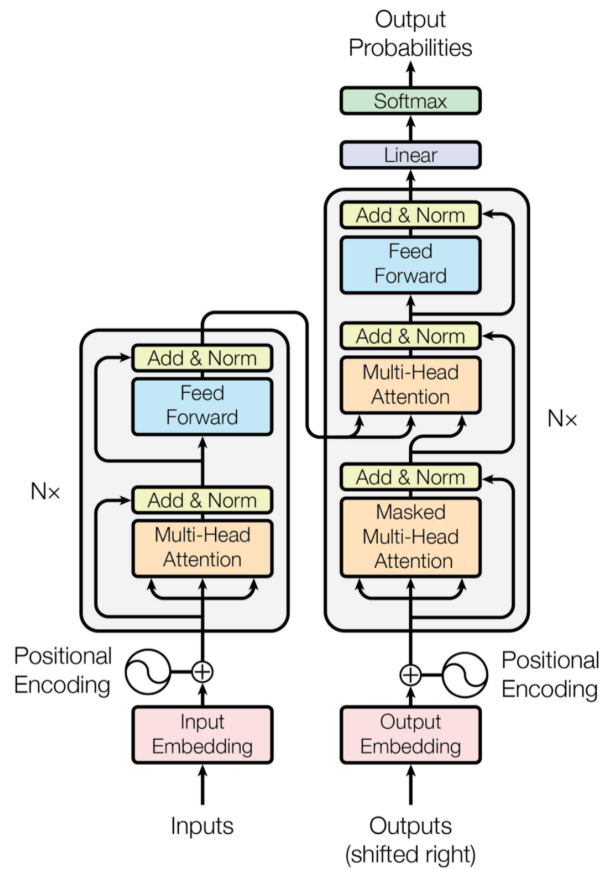 Output
Probabilities
Softmax
Linear
Add & Norm
Feed
Forward
Add & Norm
Multi-Head
Attention
Add & Norm
Masked
Multi-Head
Attention
N×
Add & Norm
Feed
Forward
Add & Norm
Multi-Head
Attention
N×
Positional
Encoding
Positional
Encoding
Input
Embedding
Output
Embedding
Inputs
Outputs
(shifted right)